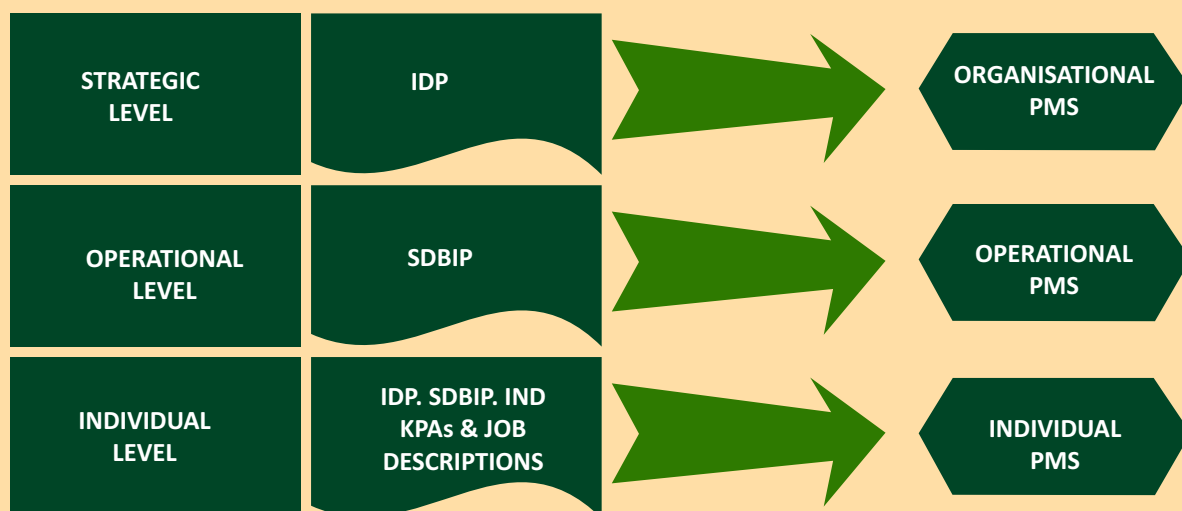 STRATEGIC
LEVEL
IDP
ORGANISATIONAL
PMS
OPERATIONAL
LEVEL
SDBIP
OPERATIONAL
PMS
INDIVIDUAL
LEVEL
IDP. SDBIP. IND
KPAs & JOB
DESCRIPTIONS
INDIVIDUAL
PMS